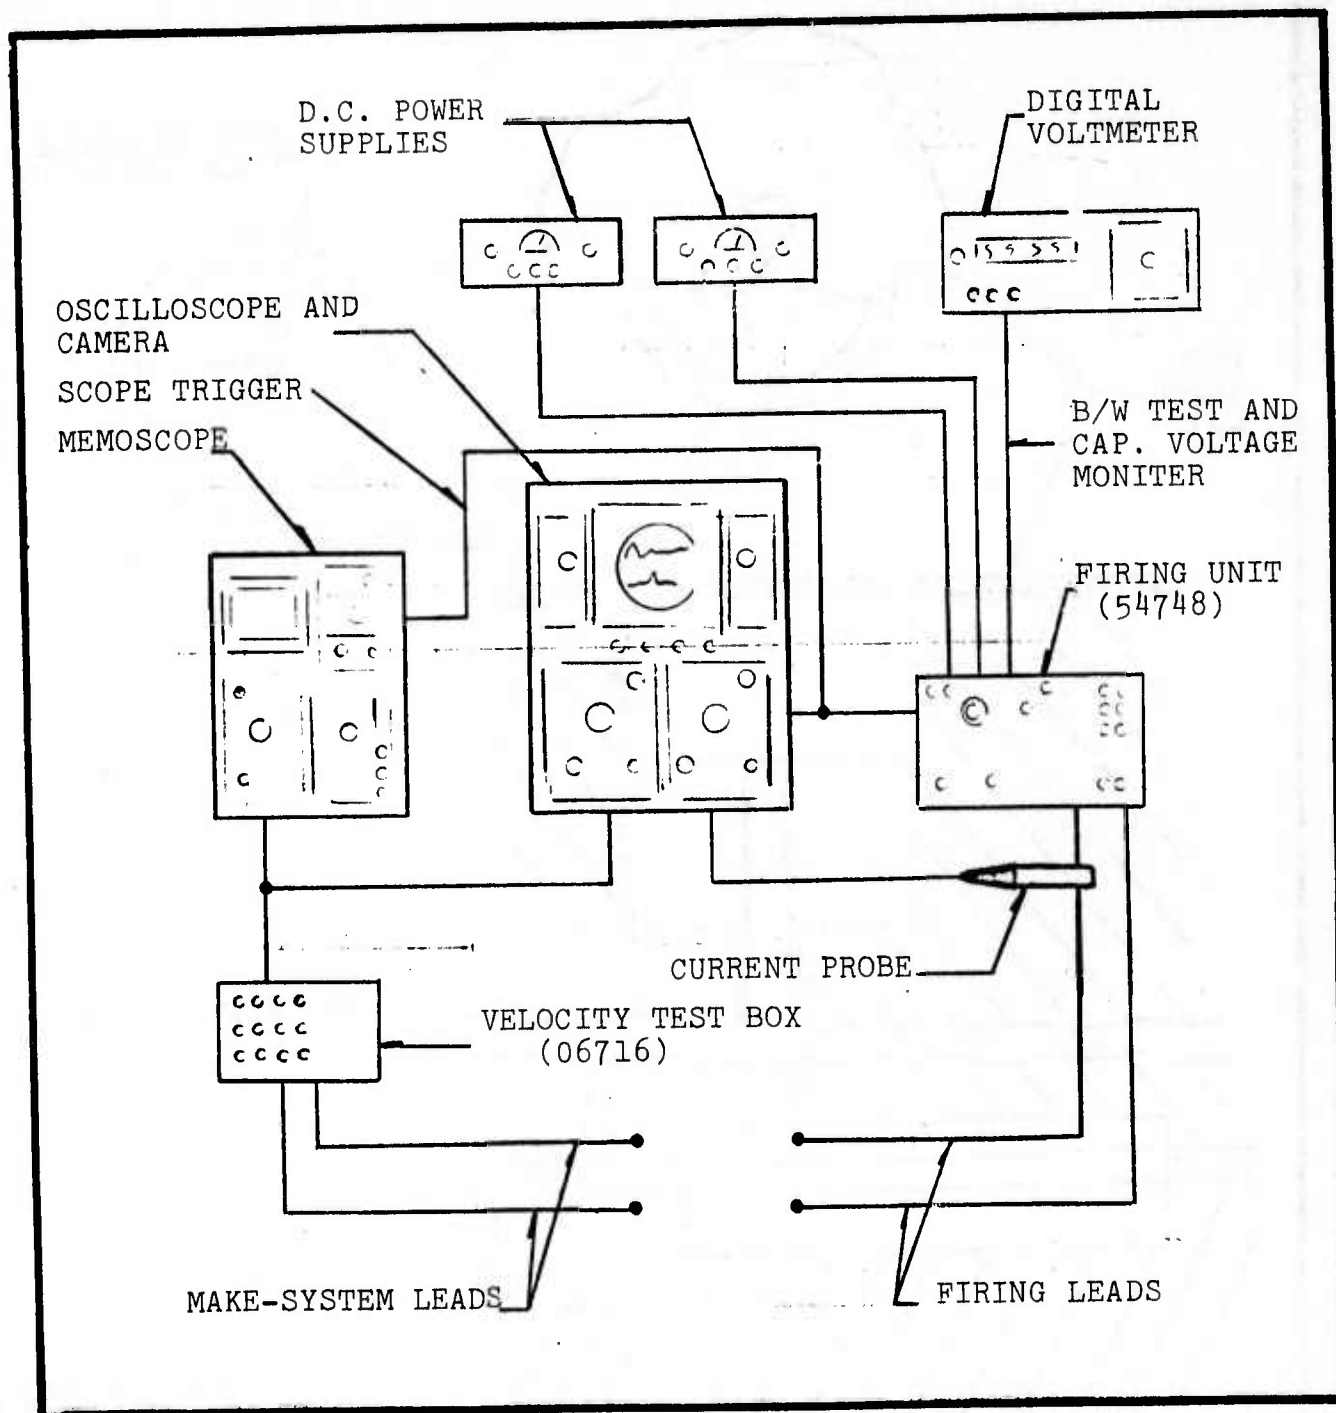 D.C. POWER
SUPPLIES
DIGITAL
VOLTMETER
OSCILLOSCOPE AND
CAMERA
SCOPE TRIGGER
MEMOSCOPE
B/W TEST AND
CAP. VOLTAGE
MONITER
FIRING UNIT
(54748)
CURRENT PROBE
VELOCITY TEST BOX
(06716)
MAKE-SYSTEM LEADS
FIRING LEADS